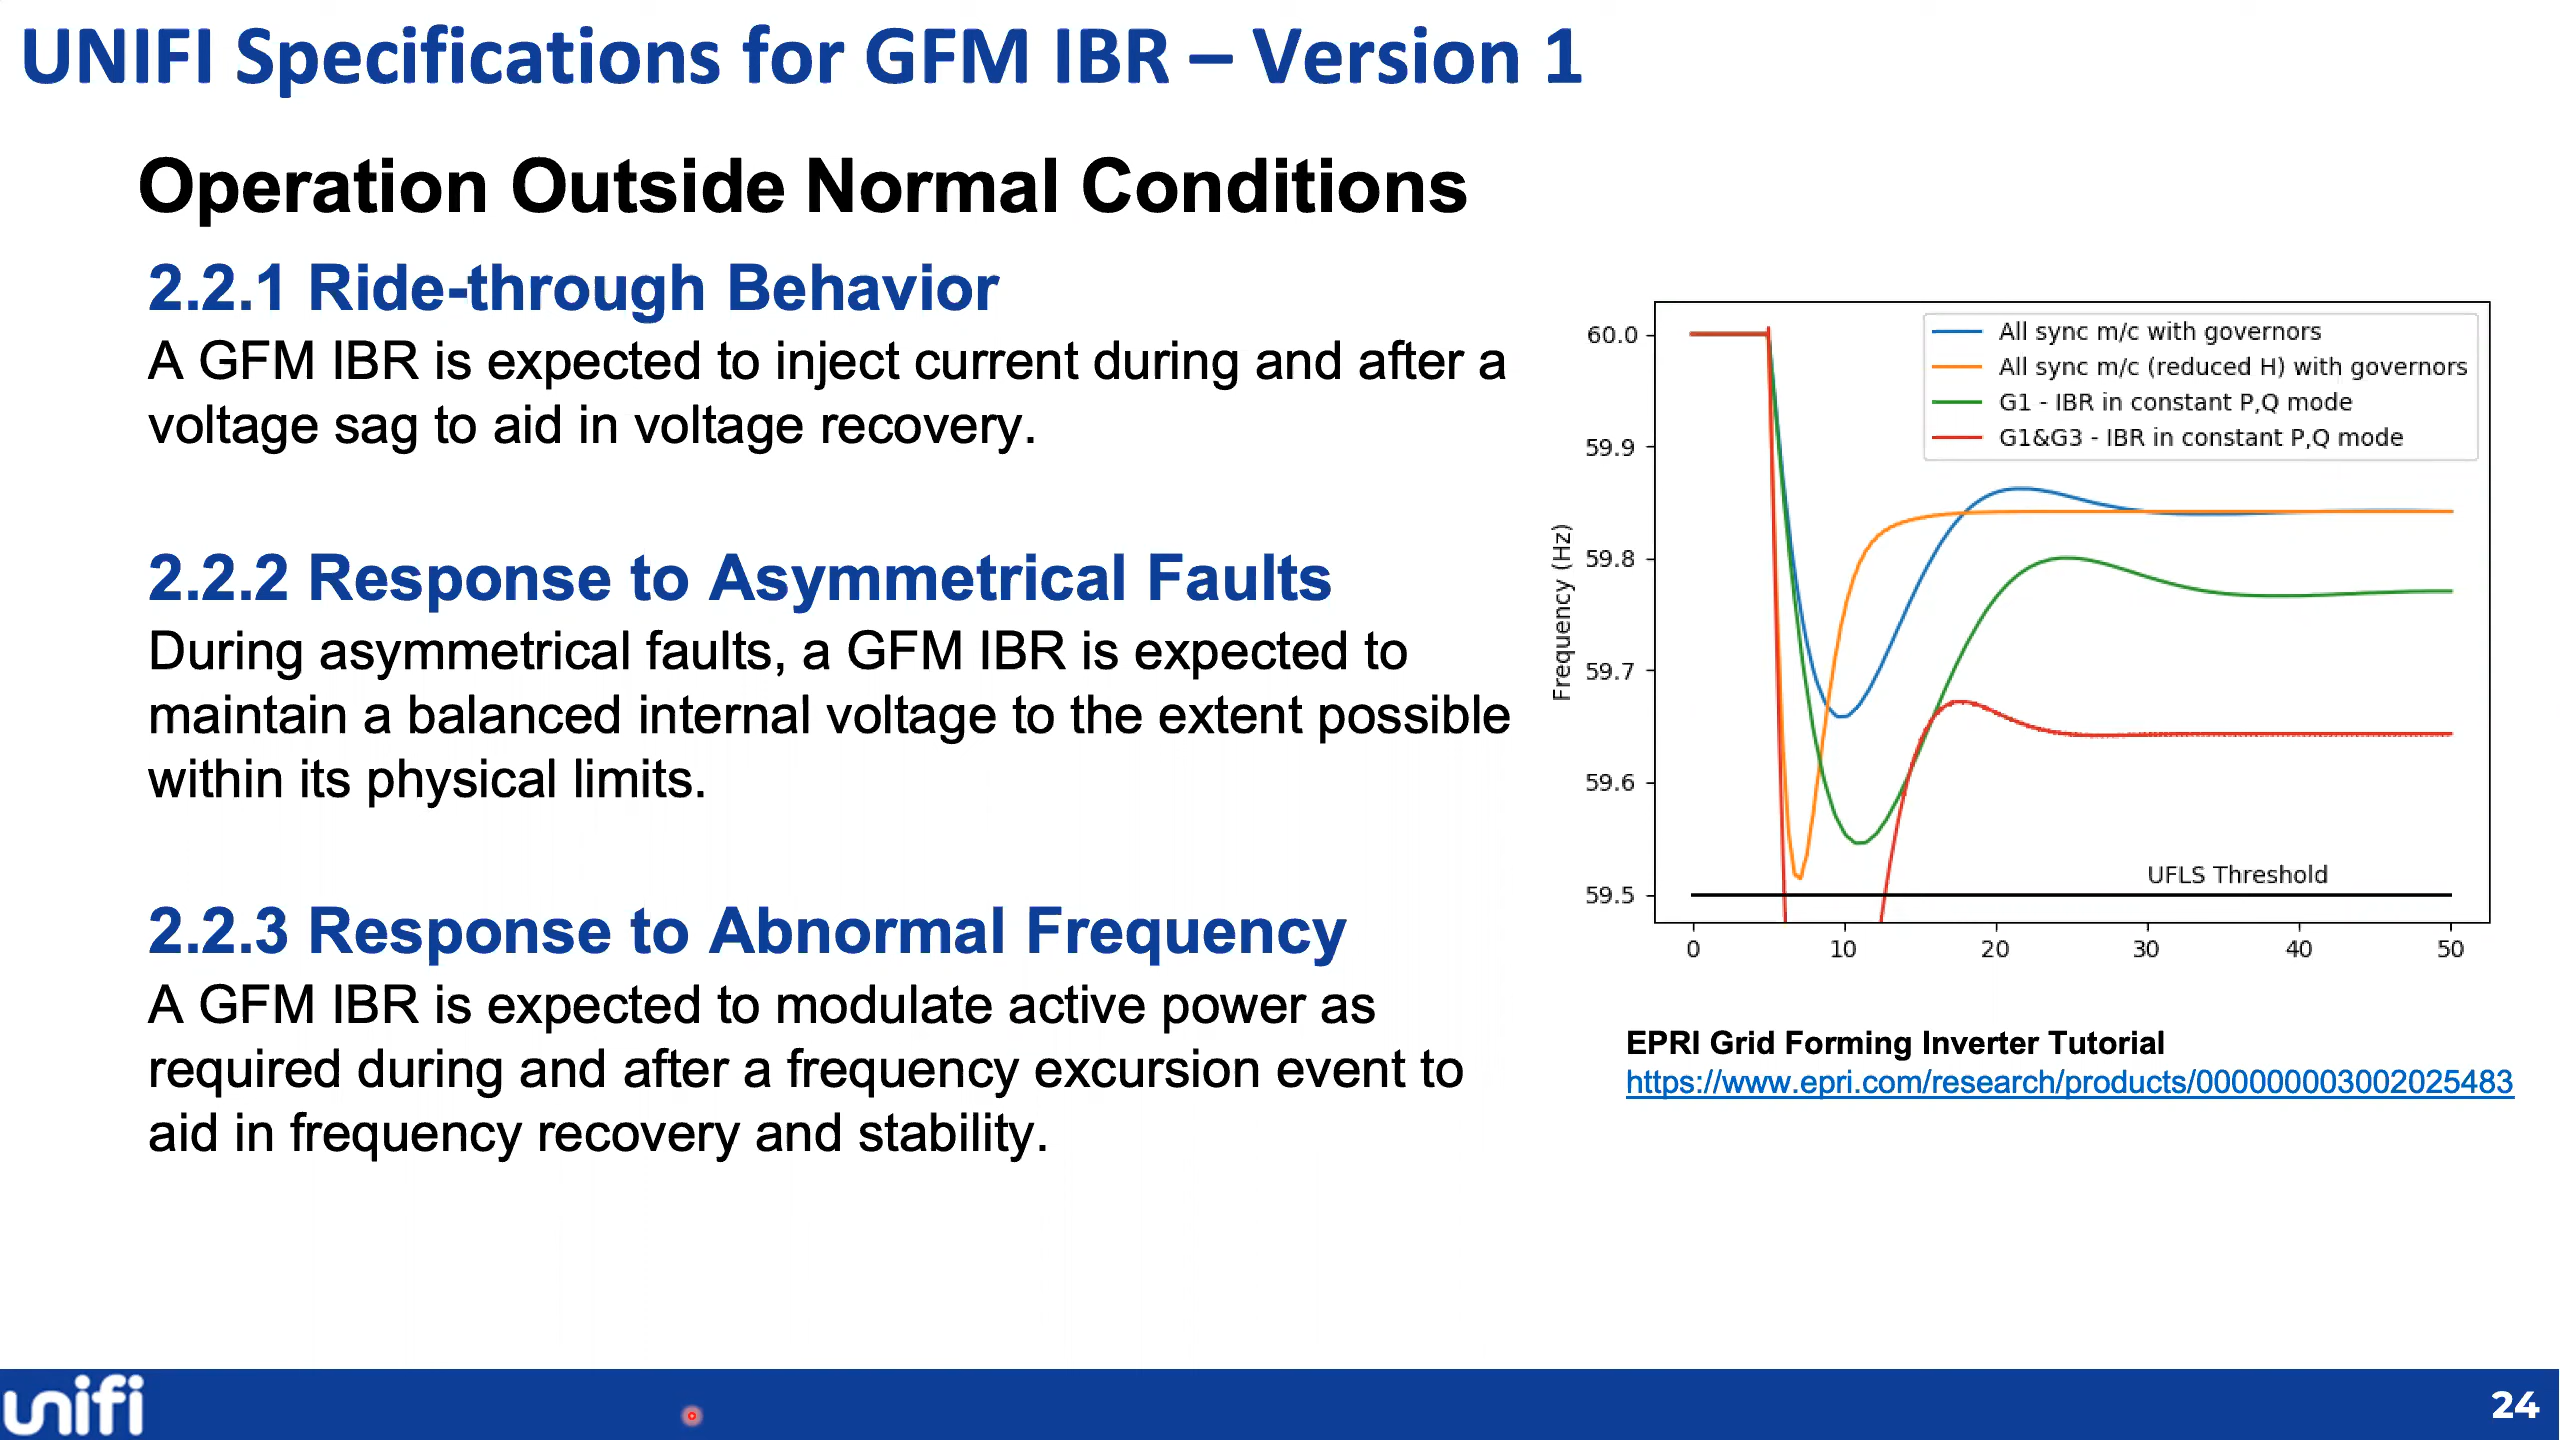 UNIFI Specifications for GFM IBR – Version 1
Operation Outside Normal Conditions
2.2.1 Ride-through Behavior
A GFM IBR is expected to inject current during and after a
voltage sag to aid in voltage recovery.
2.2.2 Response to Asymmetrical Faults
During asymmetrical faults, a GFM IBR is expected to
maintain a balanced internal voltage to the extent possible
within its physical limits.
2.2.3 Response to Abnormal Frequency
A GFM IBR is expected to modulate active power as
required during and after a frequency excursion event to
aid in frequency recovery and stability.
All sync m/c with governors
All sync m/c (reduced H) with governors
G1 - IBR in constant P,Q mode
G1&G3 - IBR in constant P,Q mode
Frequency (Hz)
60.0
59.9
59.8
59.7
59.6
59.5
UFLS Threshold
0 10 20 30 40 50
EPRI Grid Forming Inverter Tutorial
https://www.epri.com/research/products/000000003002025483
unifi
24